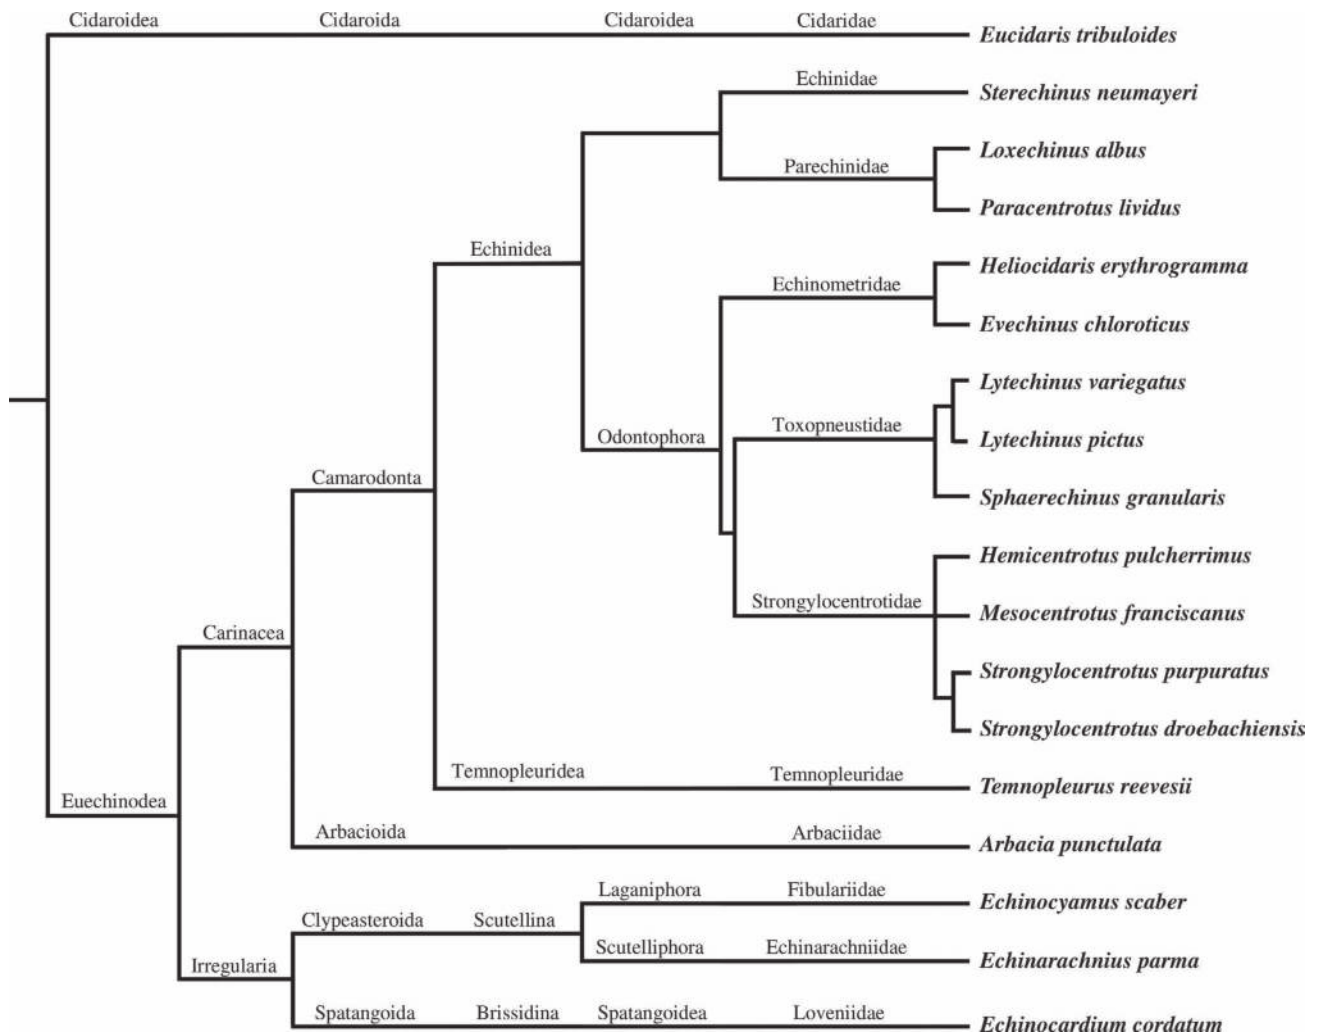 Cidaroidea Cidaroida Cidaroidea Cidaridae
Eucidaris tribuloides
Echinidae
Sterechinus neumayeri
Loxechinus albus
Parechinidae
Paracentrotus lividus
Echinidea
Heliocidaris erythrogramma
Echinometridae
Evechinus chloroticus
Lytechinus variegatus
Toxopneustidae
Odontophora
Lytechinus pictus
Camarodonta
Sphaerechinus granularis
Hemicentrotus pulcherrimus
Strongylocentrotidae
Mesocentrotus franciscanus
Carinacea
Strongylocentrotus purpuratus
Strongylocentrotus droebachiensis
Temnopleuridea Temnopleuridae
Temnopleurus reevesii
Euechinodea
Arbacioida Arbaciidae
Arbacia punctulata
Laganiphora Fibulariidae
Echinocyamus scaber
Clypeasteroida Scutellina
Scutelliphora Echinarachniidae
Echinarachnius parma
Irregularia
Spatangoida Brissidina Spatangoidea Loveniidae
Echinocardium cordatum